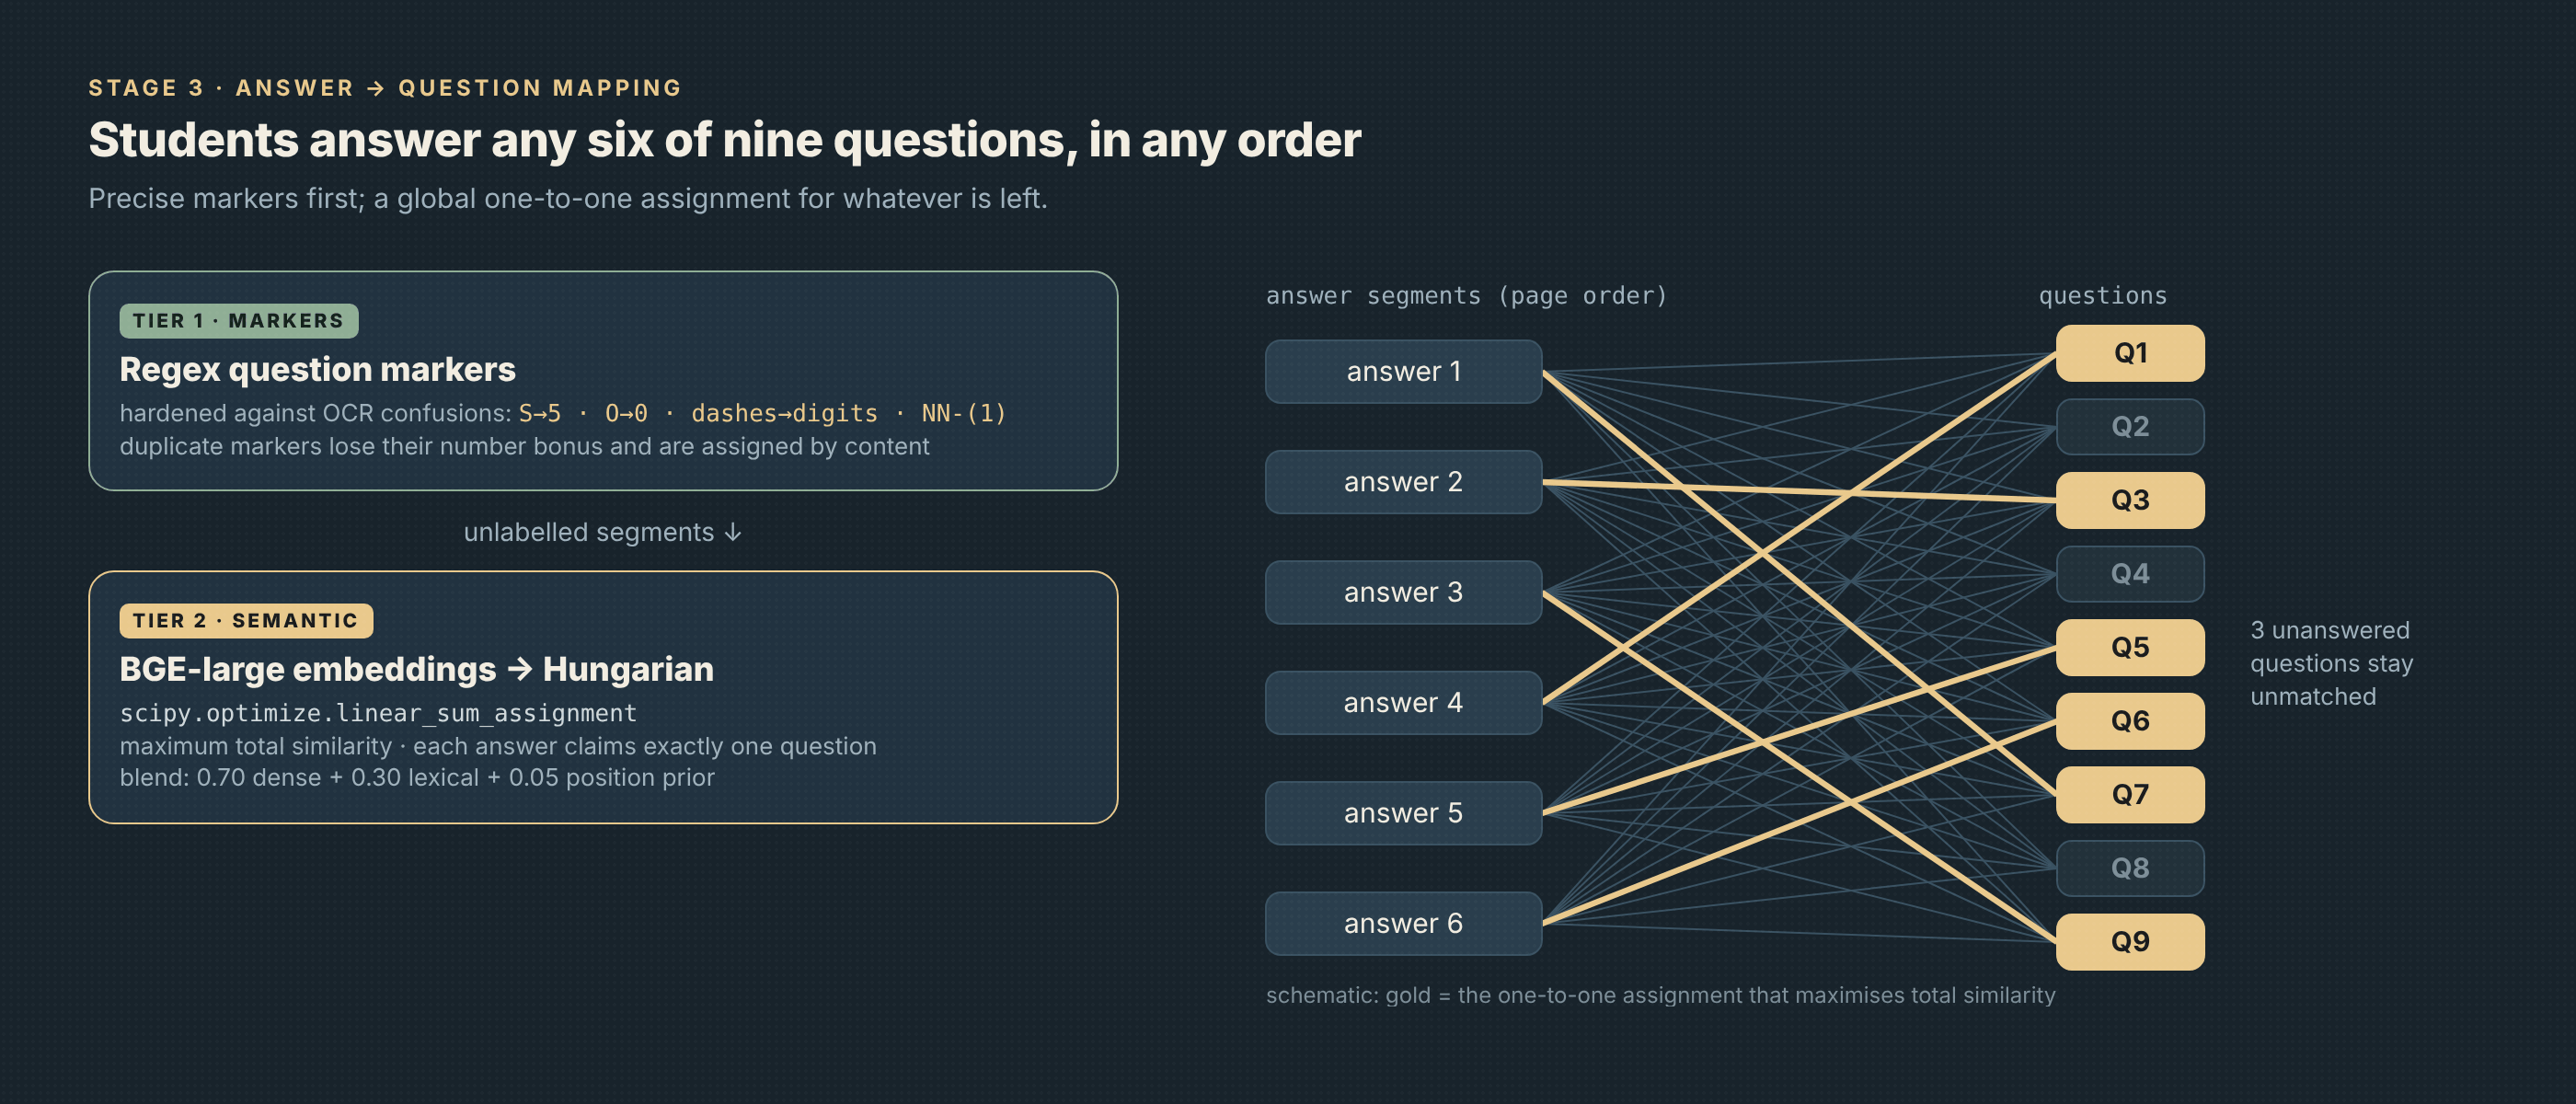 STAGE 3 · ANSWER → QUESTION MAPPING
Students answer any six of nine questions, in any order
Precise markers first; a global one-to-one assignment for whatever is left.
TIER 1 · MARKERS
Regex question markers
hardened against OCR confusions: S→5 · O→0 · dashes→digits · NN-(1)
duplicate markers lose their number bonus and are assigned by content
unlabelled segments ↓
TIER 2 · SEMANTIC
BGE-large embeddings → Hungarian
scipy.optimize.linear_sum_assignment
maximum total similarity · each answer claims exactly one question
blend: 0.70 dense + 0.30 lexical + 0.05 position prior
answer segments (page order)
answer 1
answer 2
answer 3
answer 4
answer 5
answer 6
questions
Q1
Q2
Q3
Q4
Q5
Q6
Q7
Q8
Q9
3 unanswered
questions stay
unmatched
schematic: gold = the one-to-one assignment that maximises total similarity